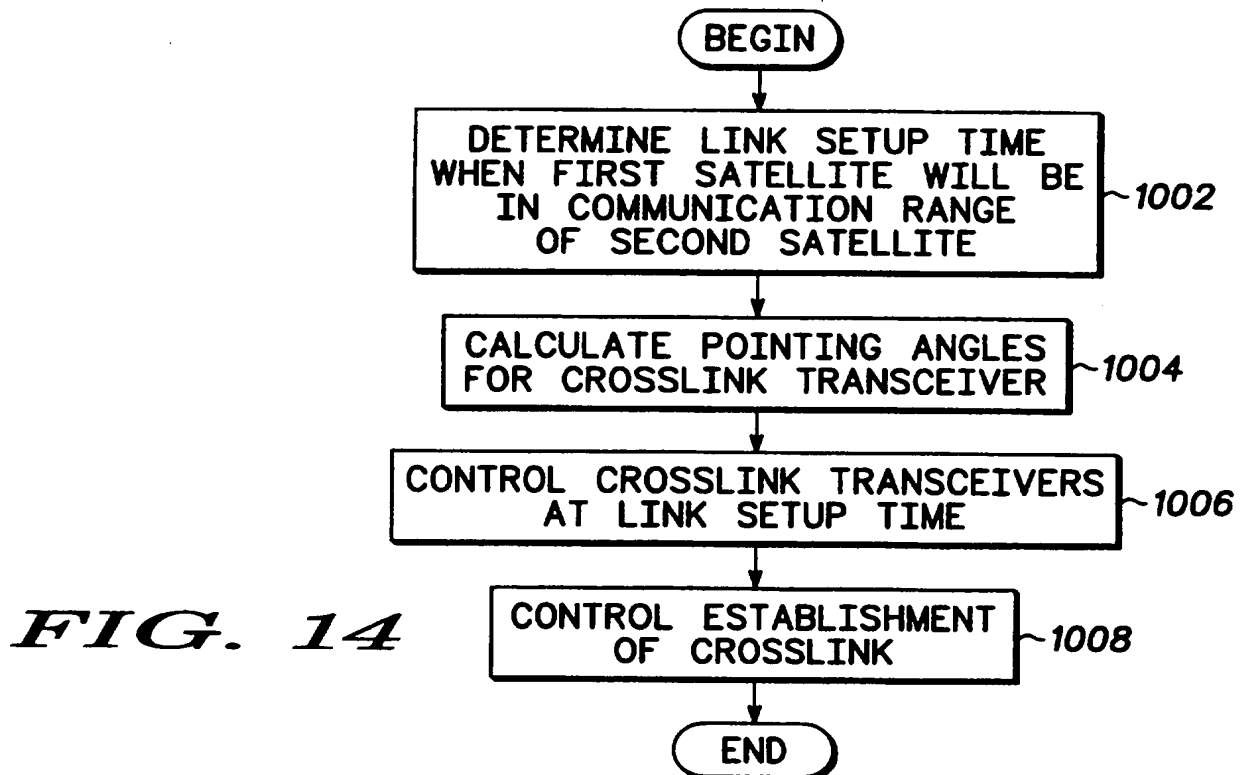 BEGIN
DETERMINE LINK SETUP TIME
WHEN FIRST SATELLITE WILL BE
IN COMMUNICATION RANGE
OF SECOND SATELLITE
1002
CALCULATE POINTING ANGLES
FOR CROSSLINK TRANSCEIVER
1004
CONTROL CROSSLINK TRANSCEIVERS
AT LINK SETUP TIME
1006
CONTROL ESTABLISHMENT
OF CROSSLINK
1008
FIG. 14
END